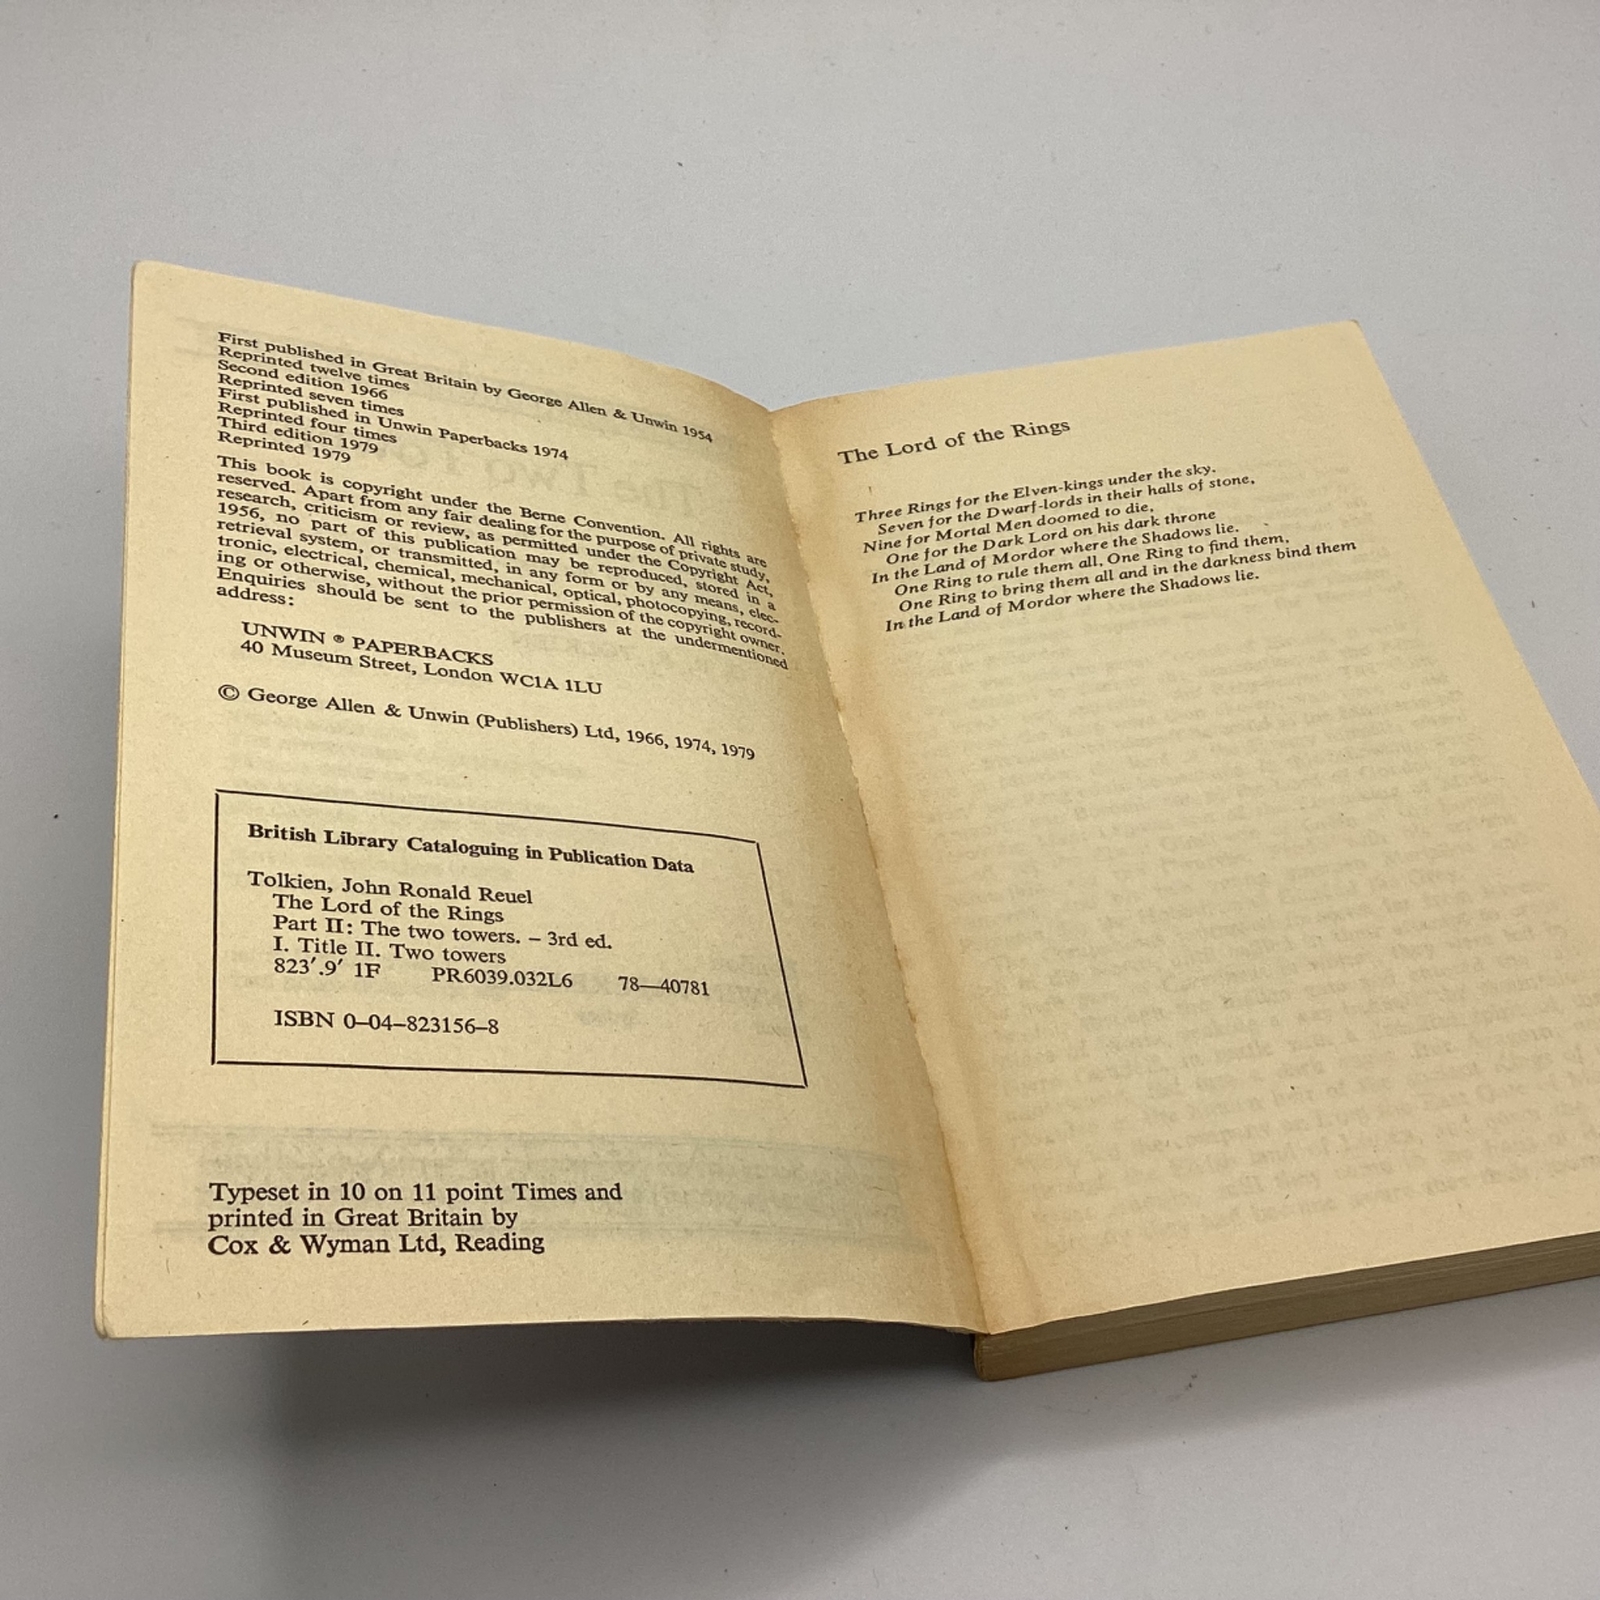 First published in Great Britain by George Allen & Unwin 1954
Reprinted twelve times
Second edition 1966
Reprinted seven times
First published in Unwin Paperbacks 1974
Reprinted four times
Third edition 1979
Reprinted 1979
This book is copyright under the Berne Convention. All rights are
reserved. Apart from any fair dealing for the purpose of private study,
research, criticism or review, as permitted under the Copyright Act,
1956, no part of this publication may be reproduced, stored in a
retrieval system, or transmitted, in any form or by any means, elec-
tronic, electrical, chemical, mechanical, optical, photocopying, record-
ing or otherwise, without the prior permission of the copyright owner.
Enquiries should be sent to the publishers at the undermentioned
address:
UNWIN ® PAPERBACKS
40 Museum Street, London WC1A 1LU
© George Allen & Unwin (Publishers) Ltd, 1966, 1974, 1979
British Library Cataloguing in Publication Data
Tolkien, John Ronald Reuel
The Lord of the Rings
Part II: The two towers. – 3rd ed.
I. Title II. Two towers
823′.9′ 1F PR6039.032L6 78—40781
ISBN 0–04–823156–8
Typeset in 10 on 11 point Times and
printed in Great Britain by
Cox & Wyman Ltd, Reading
The Lord of the Rings
Three Rings for the Elven-kings under the sky,
Seven for the Dwarf-lords in their halls of stone,
Nine for Mortal Men doomed to die,
One for the Dark Lord on his dark throne
In the Land of Mordor where the Shadows lie.
One Ring to rule them all, One Ring to find them,
One Ring to bring them all and in the darkness bind them
In the Land of Mordor where the Shadows lie.